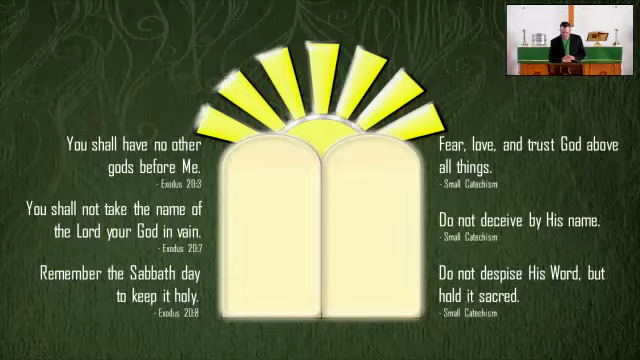 You shall have no other
gods before Me.
- Exodus 20:3
You shall not take the name of
the Lord your God in vain.
- Exodus 20:7
Remember the Sabbath day
to keep it holy.
- Exodus 20:8
Fear, love, and trust God above
all things.
- Small Catechism
Do not deceive by His name.
- Small Catechism
Do not despise His Word, but
hold it sacred.
- Small Catechism